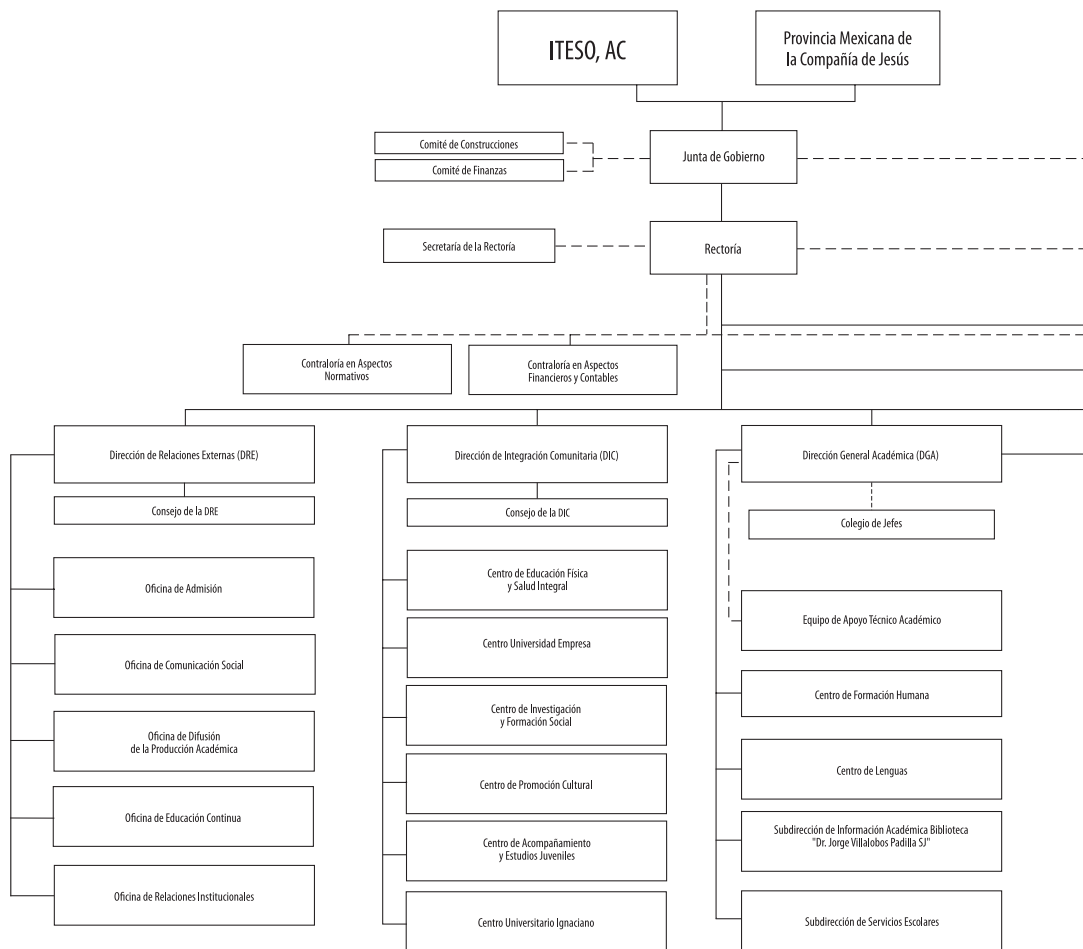 ITESO, AC
Provincia Mexicana de
la Compañía de Jesús
Comité de Construcciones
Comité de Finanzas
Junta de Gobierno
Secretaría de la Rectoría
Rectoría
Contraloría en Aspectos
Normativos
Contraloría en Aspectos
Financieros y Contables
Dirección de Relaciones Externas (DRE)
Consejo de la DRE
Oficina de Admisión
Oficina de Comunicación Social
Oficina de Difusión
de la Producción Académica
Oficina de Educación Continua
Oficina de Relaciones Institucionales
Dirección de Integración Comunitaria (DIC)
Consejo de la DIC
Centro de Educación Física
y Salud Integral
Centro Universidad Empresa
Centro de Investigación
y Formación Social
Centro de Promoción Cultural
Centro de Acompañamiento
y Estudios Juveniles
Centro Universitario Ignaciano
Dirección General Académica (DGA)
Colegio de Jefes
Equipo de Apoyo Técnico Académico
Centro de Formación Humana
Centro de Lenguas
Subdirección de Información Académica Biblioteca
"Dr. Jorge Villalobos Padilla SJ"
Subdirección de Servicios Escolares